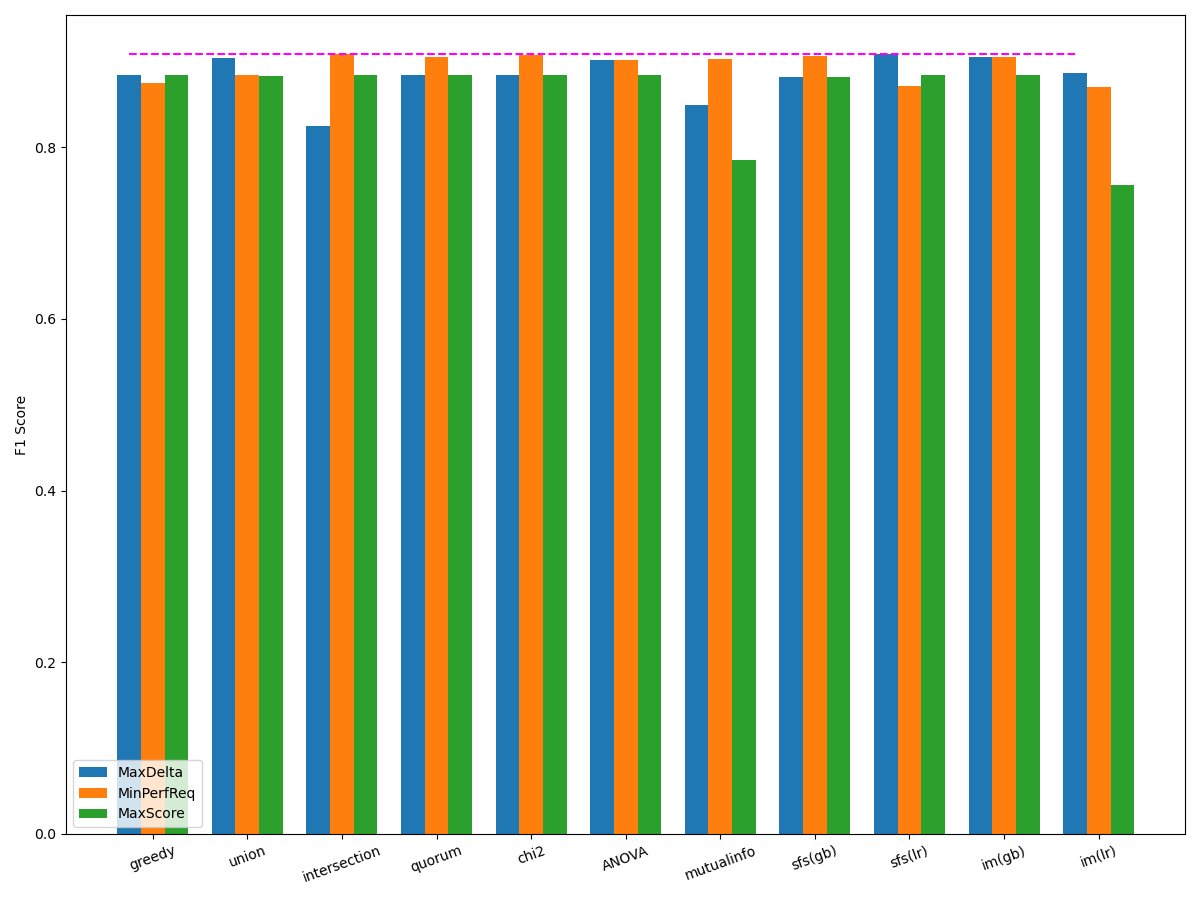 F1 Score
0.8
0.6
0.4
0.2
0.0
MaxDelta
MinPerfReq
MaxScore
greedy
union
intersection
quorum
chi2
ANOVA
mutualinfo
sfs(gb)
sfs(lr)
im(gb)
im(lr)